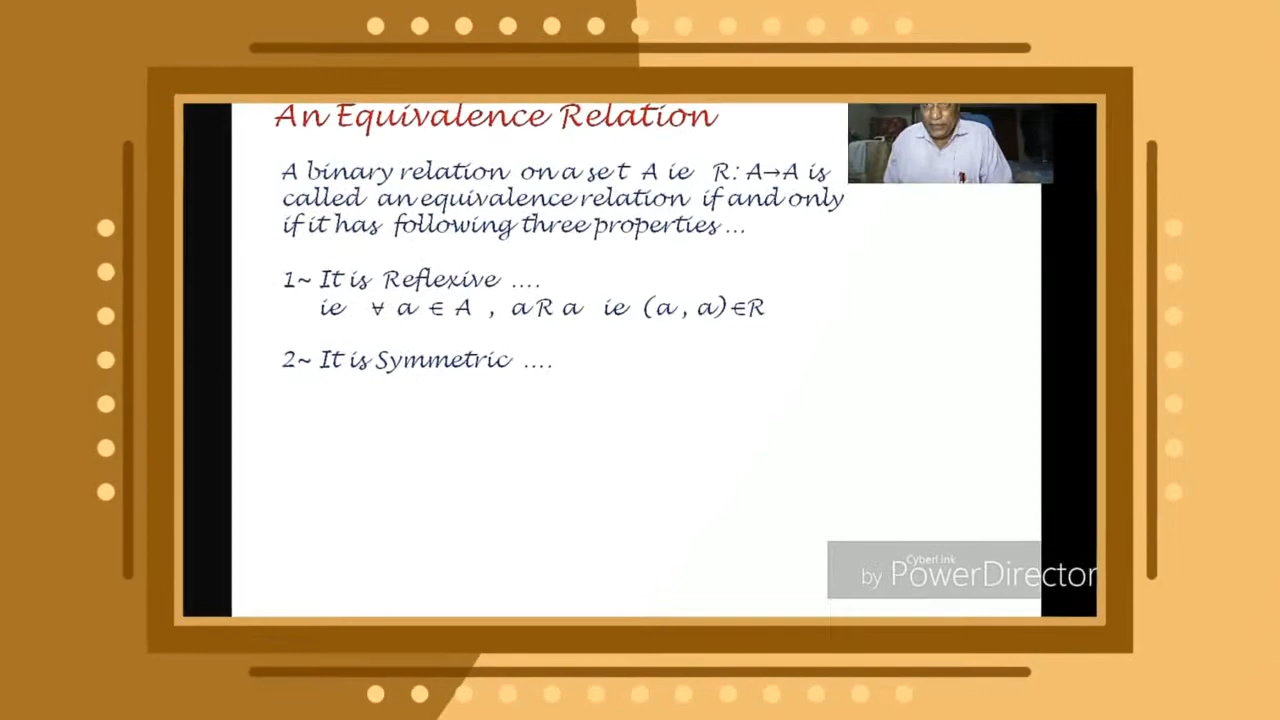 An Equivalence Relation
A binary relation on a set A ie R: A→A is
called an equivalence relation if and only
if it has following three properties ...
1~ It is Reflexive ....
ie ∀ a ∈ A , a R a ie (a, a)∈R
2~ It is Symmetric ....
CyberLink
by PowerDirector